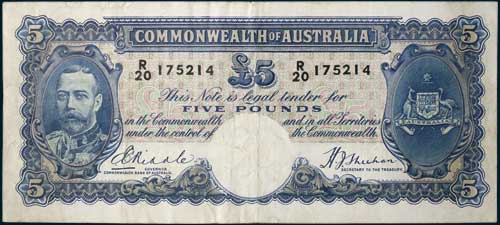 5 COMMONWEALTH OF AUSTRALIA 5
R/20 175214 £5 R/20 175214
This Note is legal tender for
FIVE POUNDS
in the Commonwealth and in all Territories
under the control of the Commonwealth.
E C Riddle H J Sheehan
GOVERNOR SECRETARY TO THE TREASURY
COMMONWEALTH BANK OF AUSTRALIA
AUSTRALIA
5 5